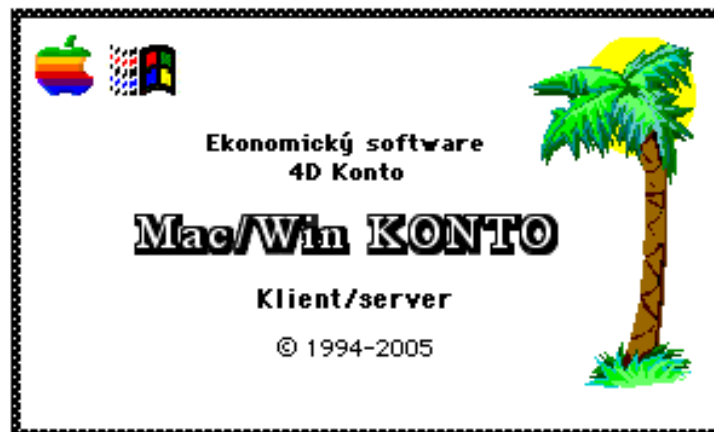 Ekonomický software
4D Konto
Mac/Win KONTO
Klient/server
© 1994-2005